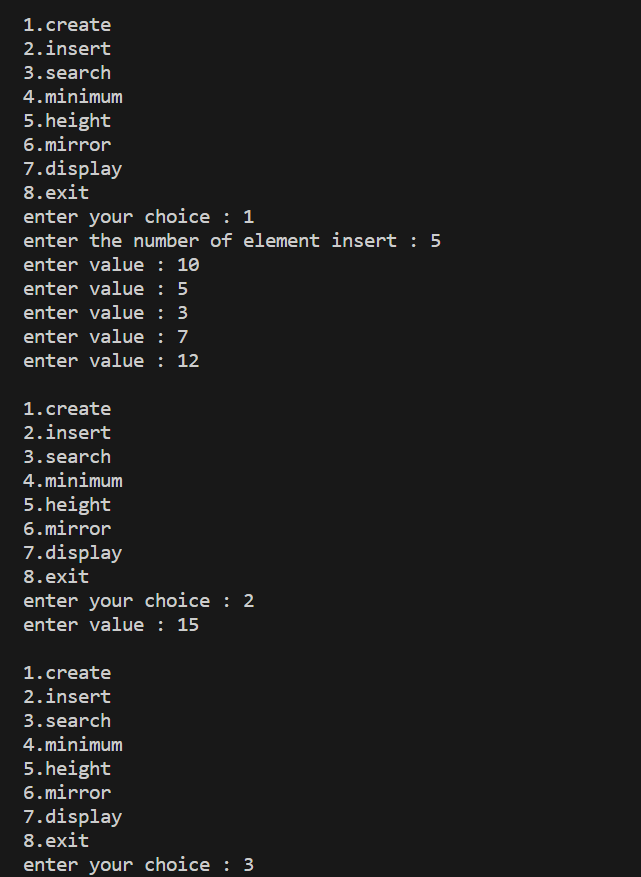 1.create
2.insert
3.search
4.minimum
5.height
6.mirror
7.display
8.exit
enter your choice : 1
enter the number of element insert : 5
enter value : 10
enter value : 5
enter value : 3
enter value : 7
enter value : 12

1.create
2.insert
3.search
4.minimum
5.height
6.mirror
7.display
8.exit
enter your choice : 2
enter value : 15

1.create
2.insert
3.search
4.minimum
5.height
6.mirror
7.display
8.exit
enter your choice : 3